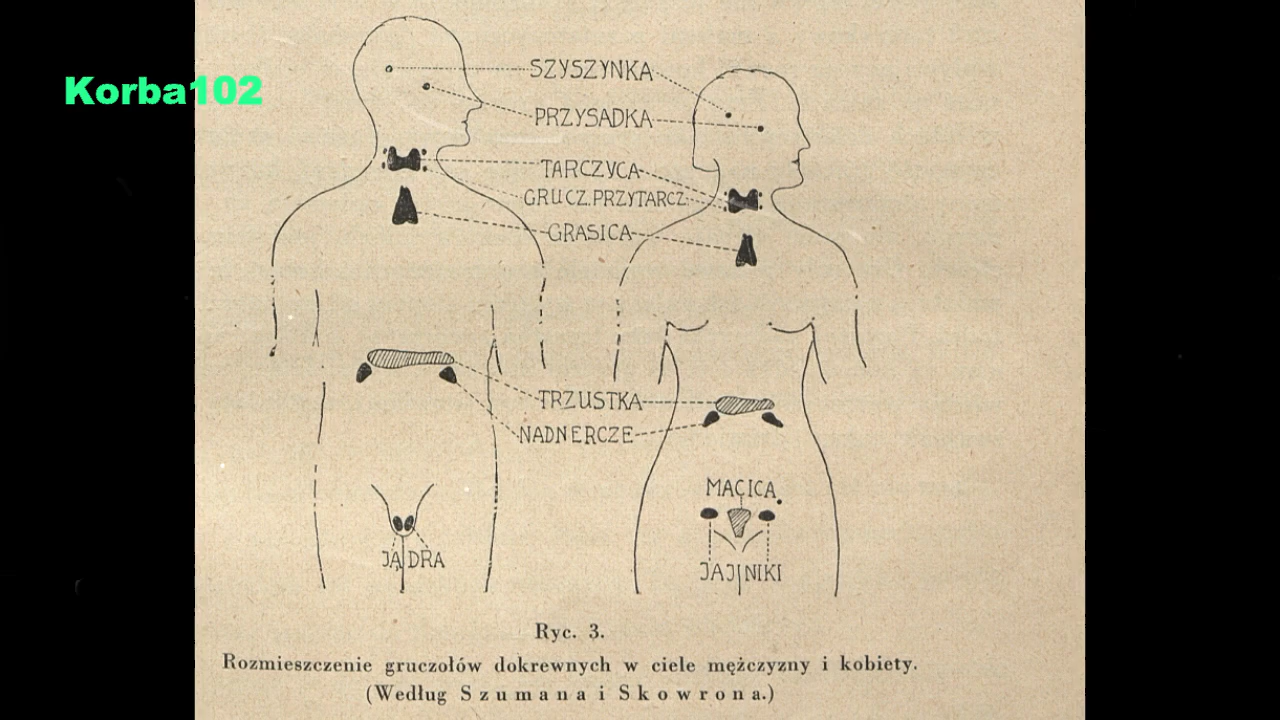 Korba102
SZYSZYNKA
PRZYSADKA
TARCZYCA
GRUCZ.PRZYTARCZ.
GRASICA
TRZUSTKA
NADNERCZE
MACICA
JĄDRA
JAJNIKI
Ryc. 3.
Rozmieszczenie gruczołów dokrewnych w ciele mężczyzny i kobiety.
(Według Szumana i Skowrona.)